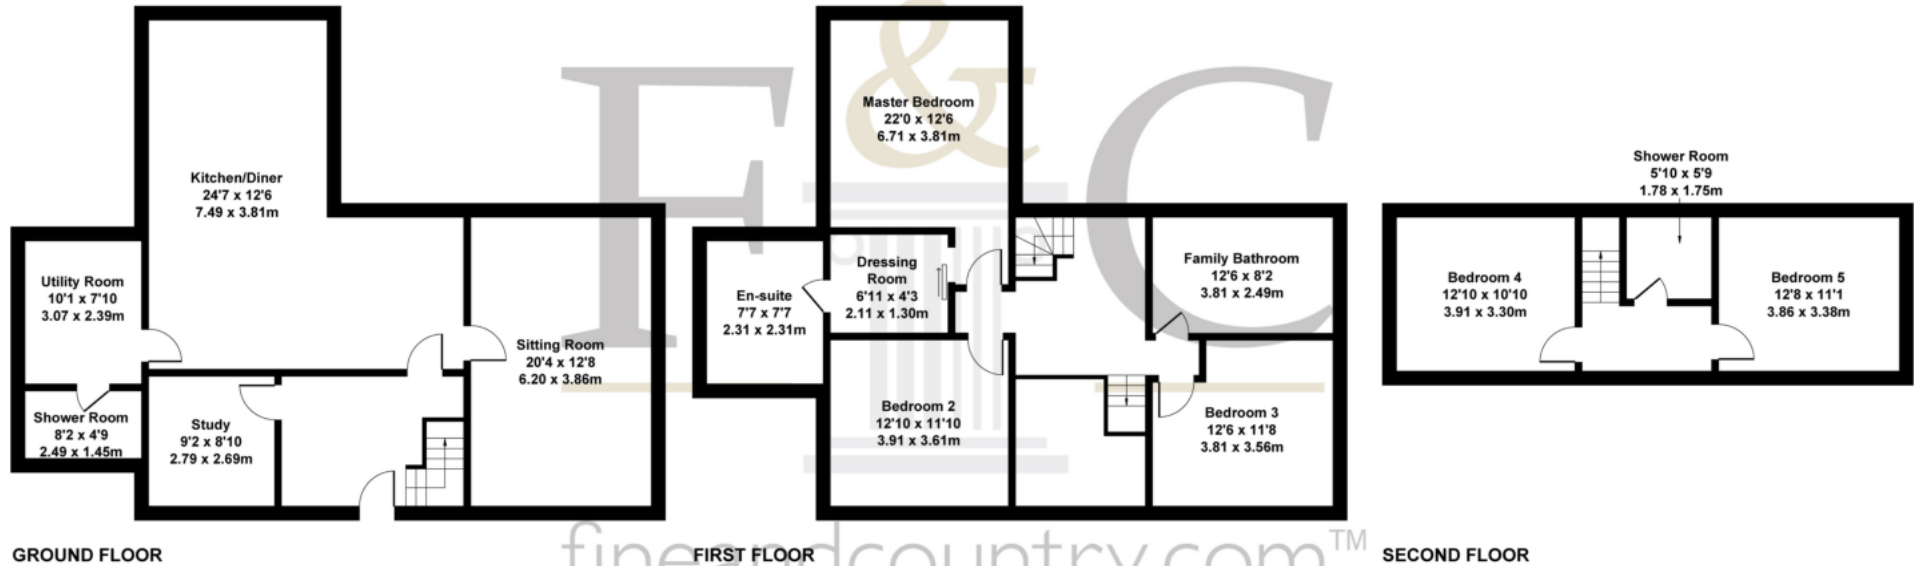 F & C
Kitchen/Diner
24'7 x 12'6
7.49 x 3.81m
Utility Room
10'1 x 7'10
3.07 x 2.39m
Shower Room
8'2 x 4'9
2.49 x 1.45m
Study
9'2 x 8'10
2.79 x 2.69m
Sitting Room
20'4 x 12'8
6.20 x 3.86m
GROUND FLOOR
Master Bedroom
22'0 x 12'6
6.71 x 3.81m
Dressing
Room
6'11 x 4'3
2.11 x 1.30m
En-suite
7'7 x 7'7
2.31 x 2.31m
Family Bathroom
12'6 x 8'2
3.81 x 2.49m
Bedroom 2
12'10 x 11'10
3.91 x 3.61m
Bedroom 3
12'6 x 11'8
3.81 x 3.56m
FIRST FLOOR
fineandcountry.com™
Shower Room
5'10 x 5'9
1.78 x 1.75m
Bedroom 4
12'10 x 10'10
3.91 x 3.30m
Bedroom 5
12'8 x 11'1
3.86 x 3.38m
SECOND FLOOR